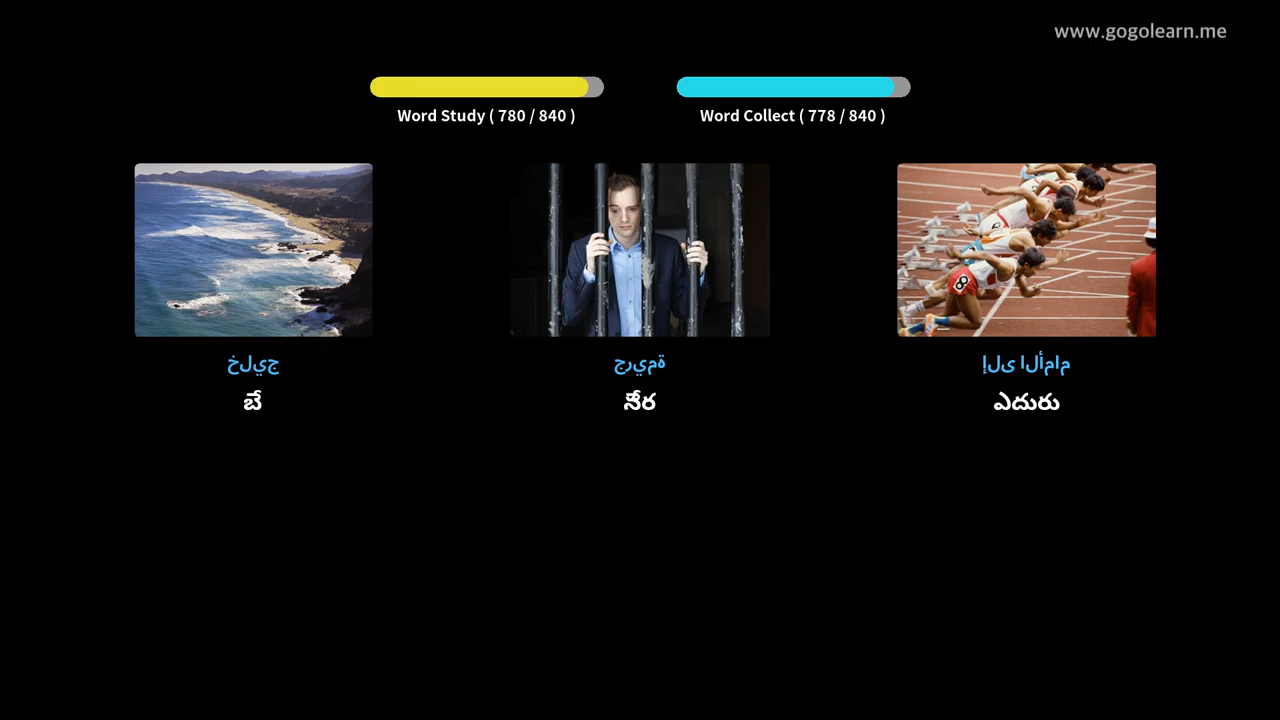 www.gogolearn.me
Word Study ( 780 / 840 )
Word Collect ( 778 / 840 )
خليج
బే
جريمة
నేర
إلى الأمام
ఎదురు